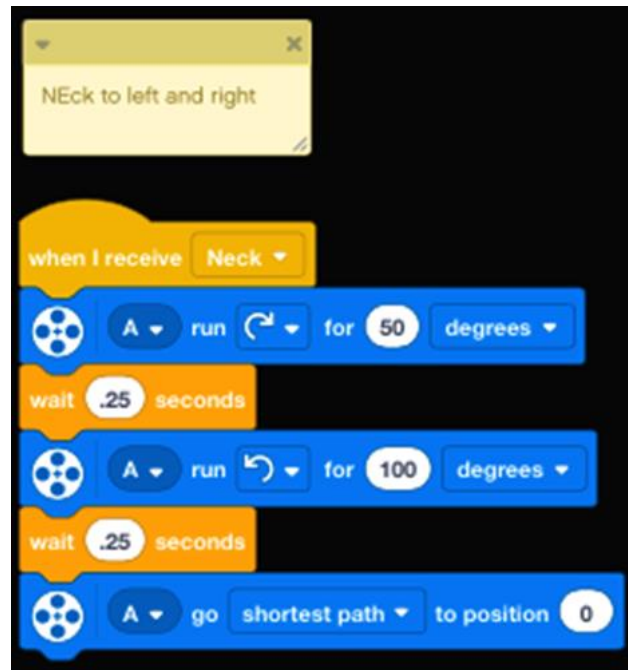 NEck to left and right
when I receive Neck
A run for 50 degrees
wait .25 seconds
A run for 100 degrees
wait .25 seconds
A go shortest path to position 0